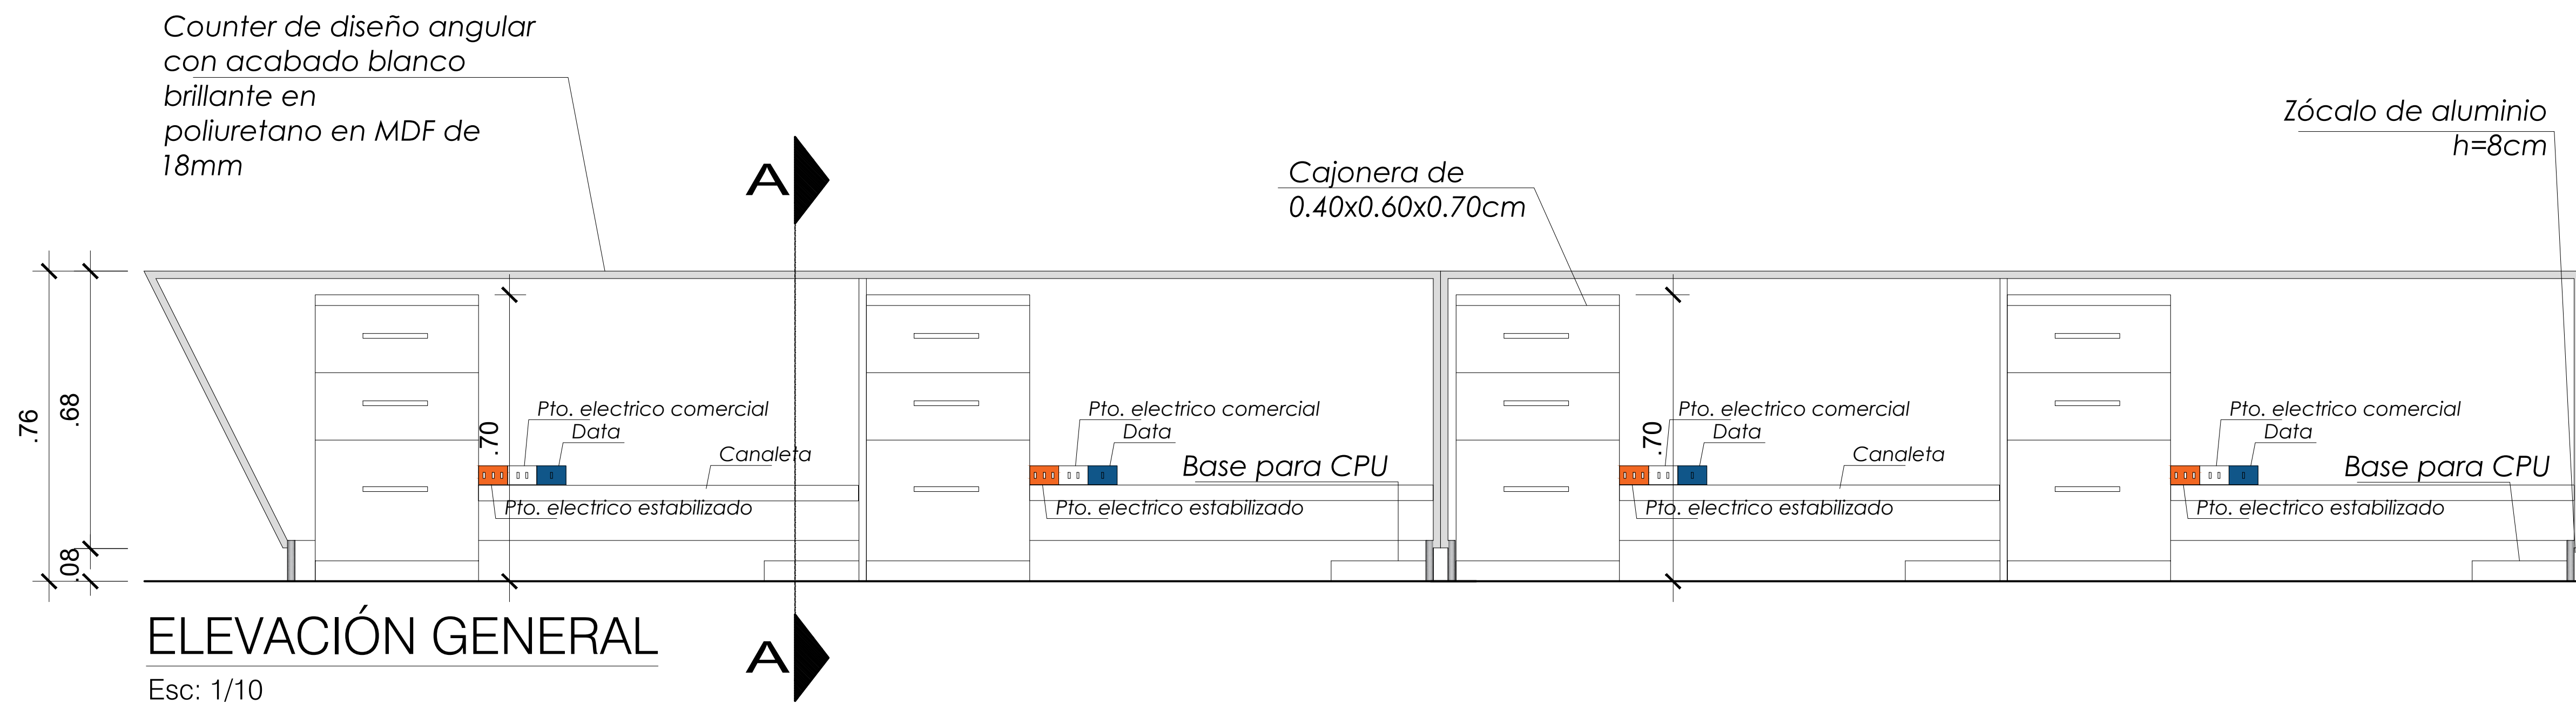 Counter de diseño angular
con acabado blanco
brillante en
poliuretano en MDF de
18mm
A
Cajonera de
0.40x0.60x0.70cm
Zócalo de aluminio
h=8cm
.76
.68
.08
.70
Pto. electrico comercial
Data
Canaleta
Pto. electrico estabilizado
Pto. electrico comercial
Data
Base para CPU
Pto. electrico estabilizado
.70
Pto. electrico comercial
Data
Canaleta
Pto. electrico estabilizado
Pto. electrico comercial
Data
Base para CPU
Pto. electrico estabilizado
ELEVACIÓN GENERAL
Esc: 1/10
A